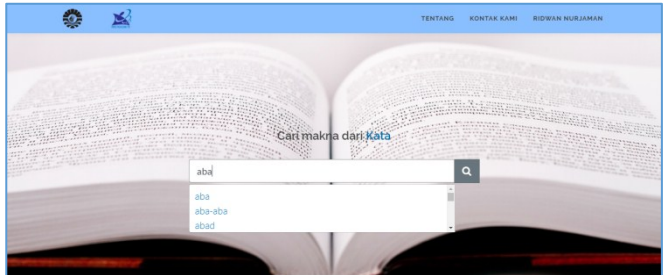 TENTANG KONTAK KAMI RIDWAN NURJAMAN
Cari makna dari Kata
aba
aba
aba-aba
abad